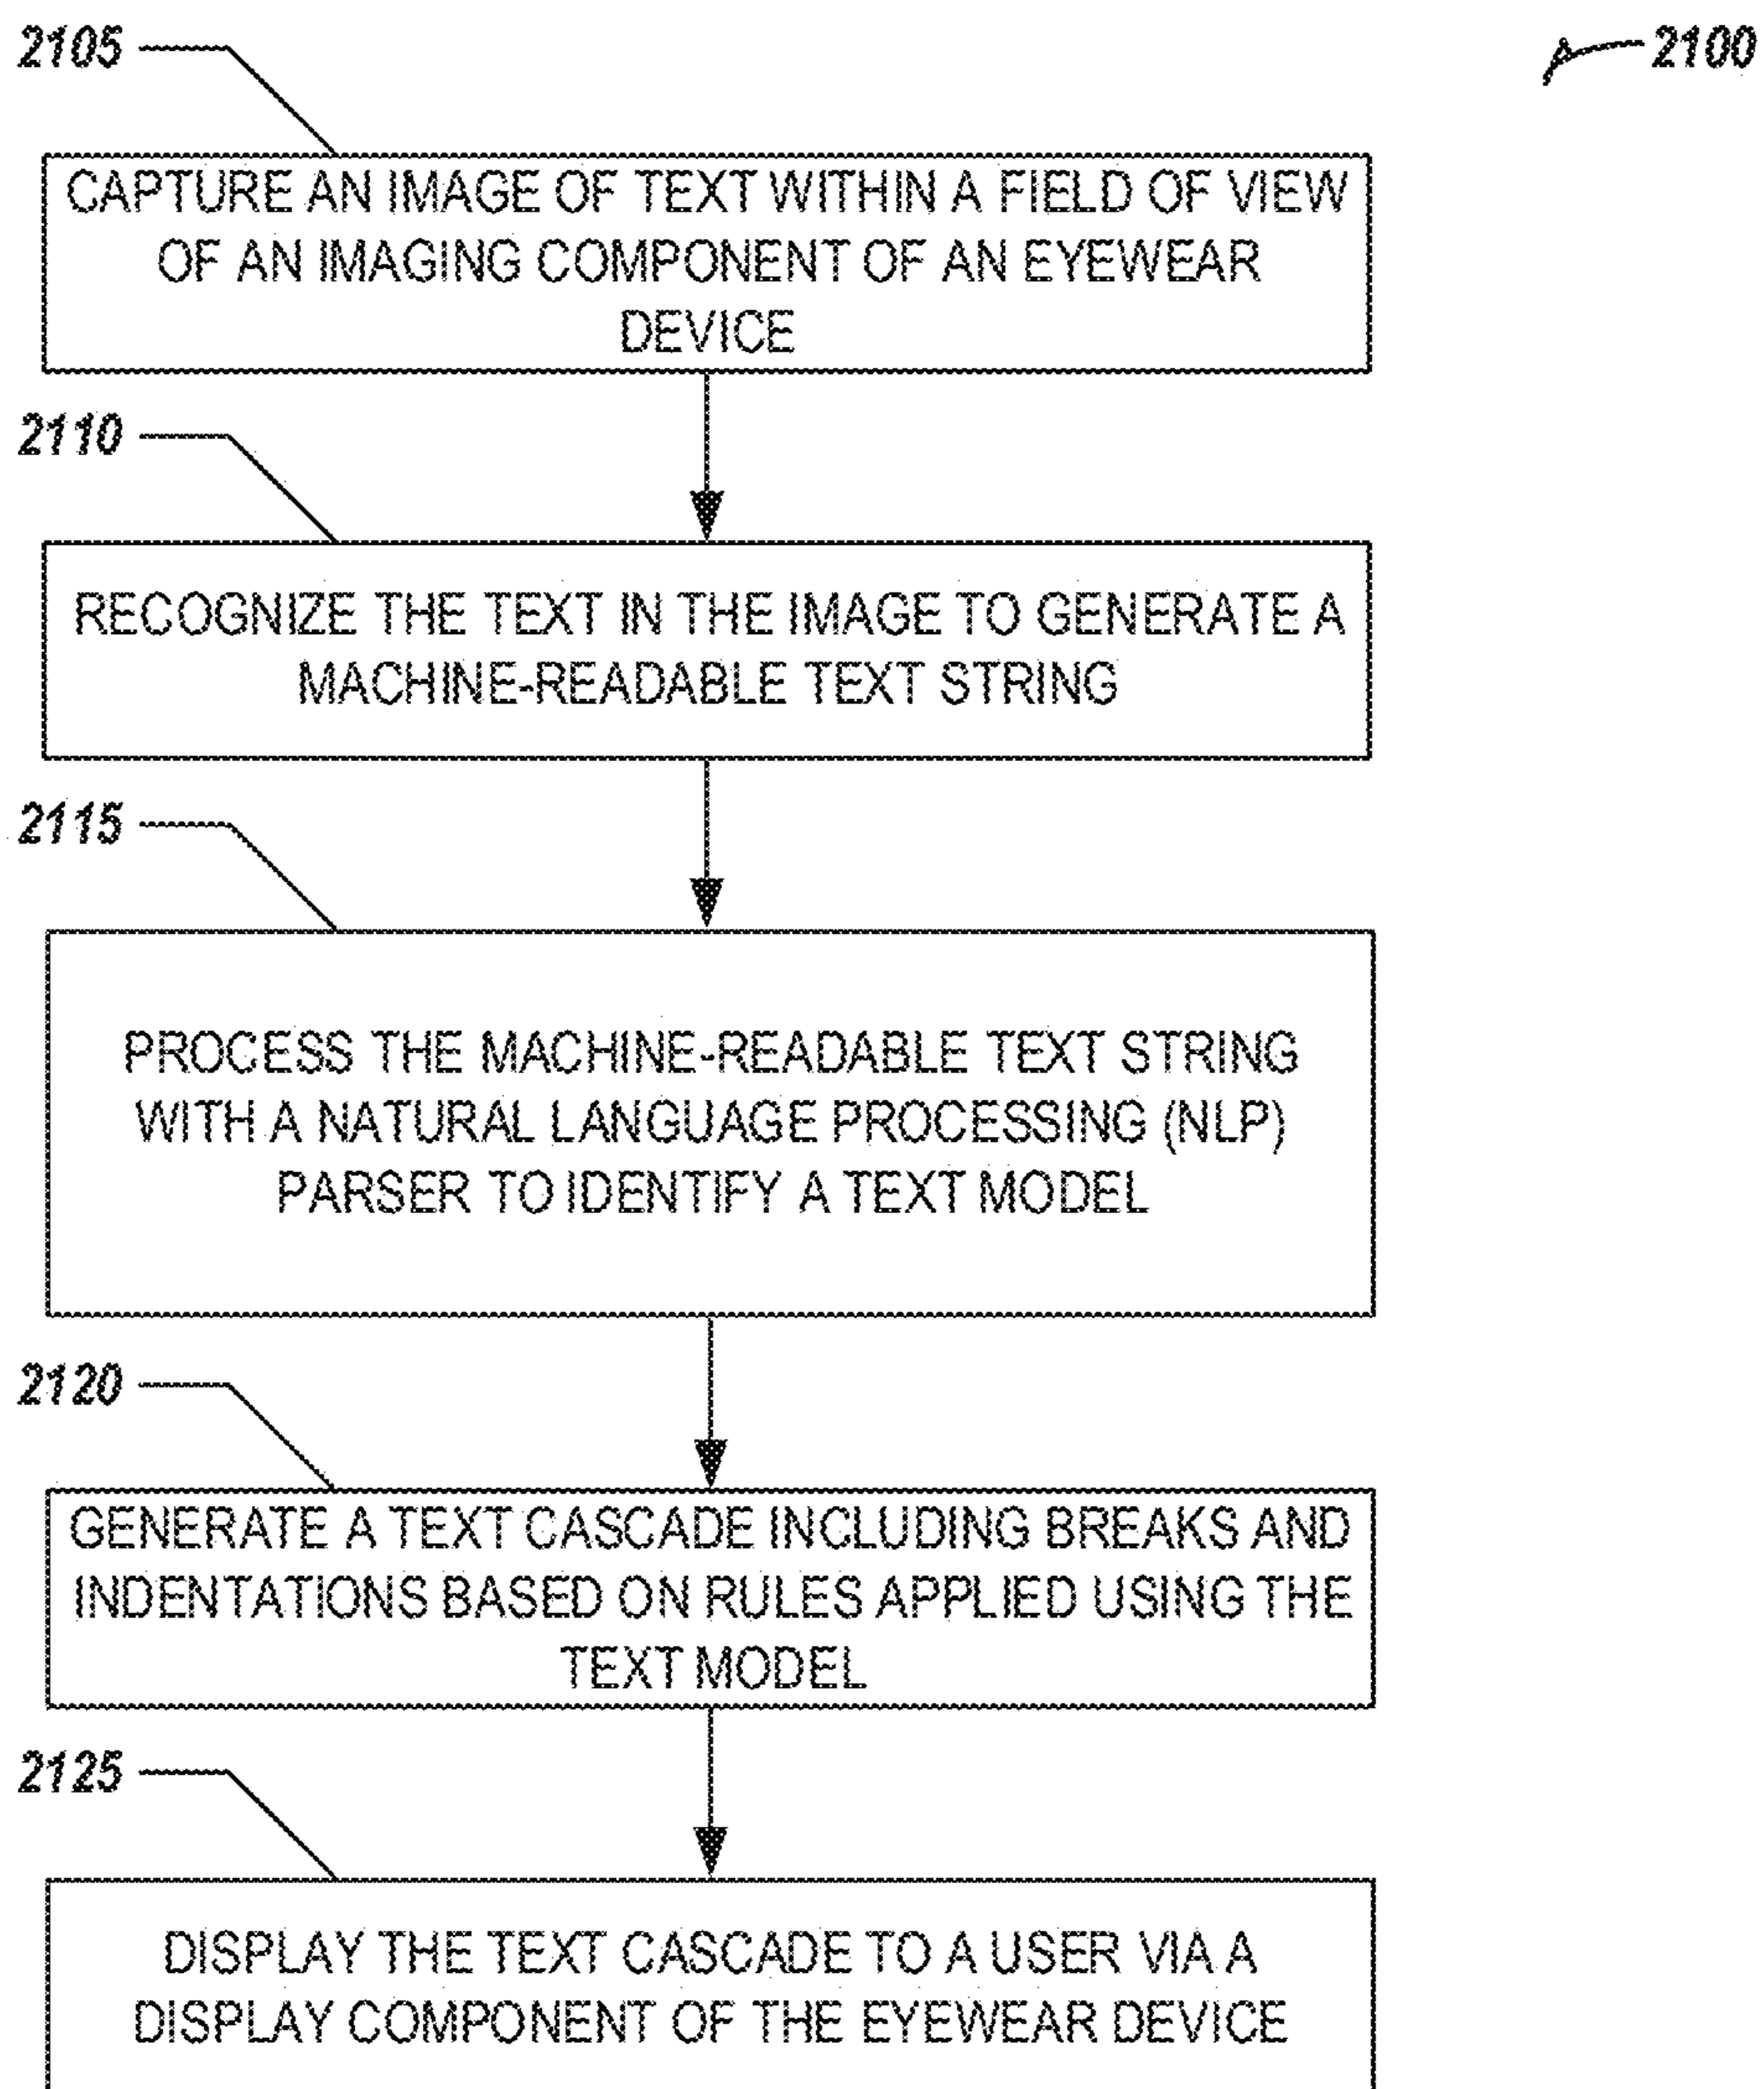 2105
2100
CAPTURE AN IMAGE OF TEXT WITHIN A FIELD OF VIEW
OF AN IMAGING COMPONENT OF AN EYEWEAR
DEVICE
2110
RECOGNIZE THE TEXT IN THE IMAGE TO GENERATE A
MACHINE-READABLE TEXT STRING
2115
PROCESS THE MACHINE-READABLE TEXT STRING
WITH A NATURAL LANGUAGE PROCESSING (NLP)
PARSER TO IDENTIFY A TEXT MODEL
2120
GENERATE A TEXT CASCADE INCLUDING BREAKS AND
INDENTATIONS BASED ON RULES APPLIED USING THE
TEXT MODEL
2125
DISPLAY THE TEXT CASCADE TO A USER VIA A
DISPLAY COMPONENT OF THE EYEWEAR DEVICE